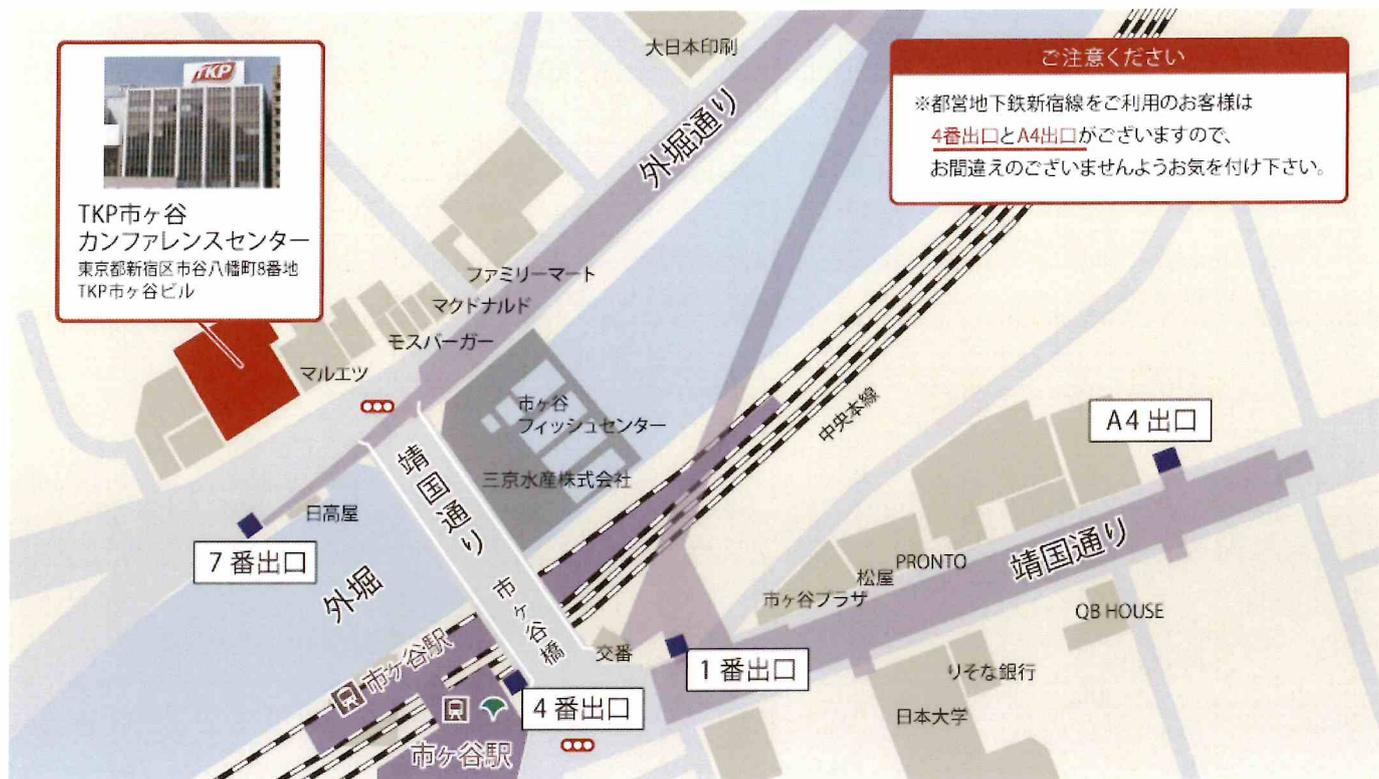 TKP
TKP市ヶ谷
カンファレンスセンター
東京都新宿区市谷八幡町8番地
TKP市ヶ谷ビル
大日本印刷
外堀通り
ご注意ください
※都営地下鉄新宿線をご利用のお客様は
4番出口とA4出口がございますので、
お間違えのございませんようお気を付け下さい。
ファミリーマート
マクドナルド
モスバーガー
マルエツ
市ヶ谷
フィッシュセンター
三京水産株式会社
中央本線
A4 出口
靖国通り
市ヶ谷橋
日高屋
7 番出口
外堀
靖国通り
PRONTO
松屋
市ヶ谷プラザ
QB HOUSE
交番
1 番出口
りそな銀行
日本大学
市ヶ谷駅
4 番出口
市ヶ谷駅